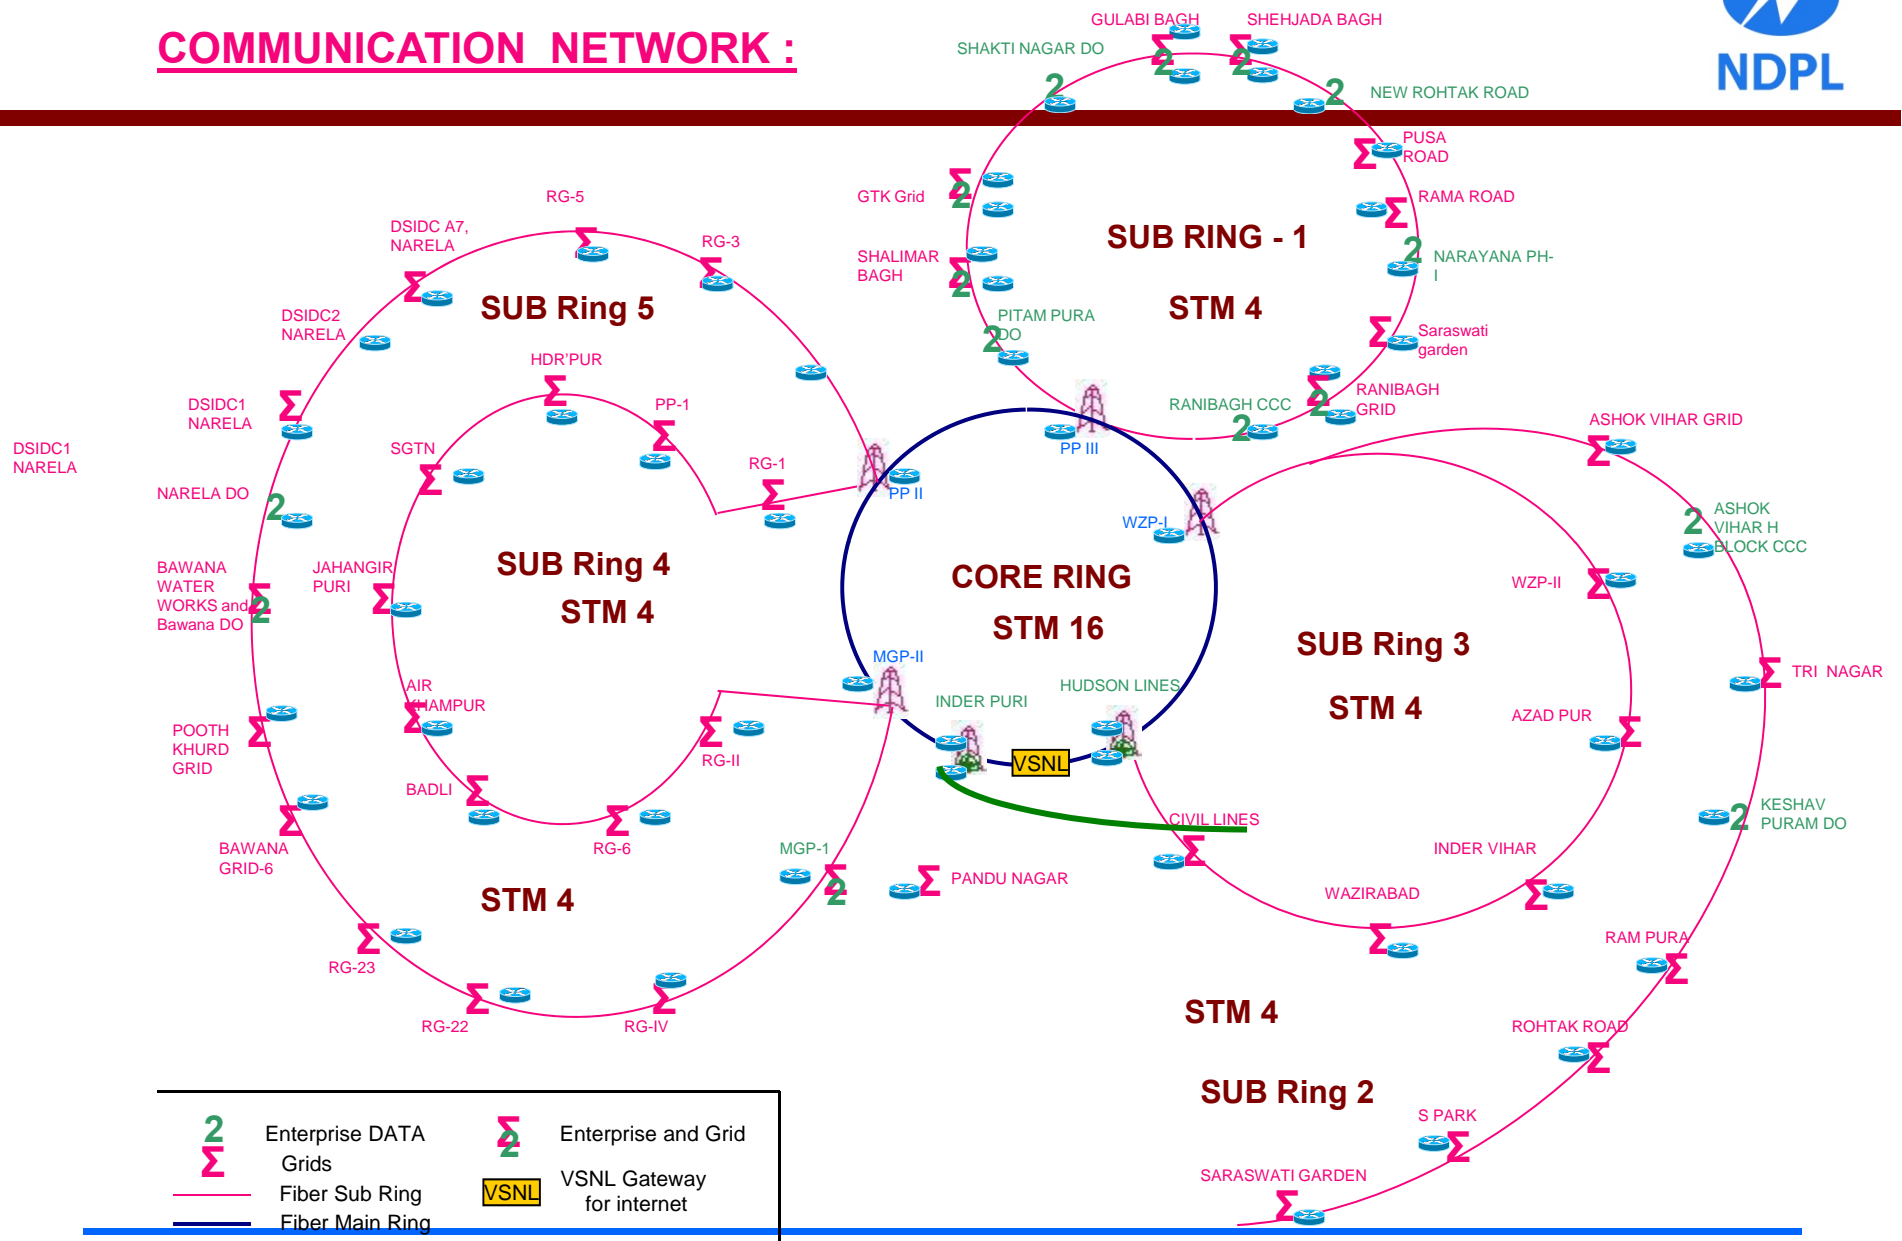 COMMUNICATION NETWORK :
NDPL
GULABI BAGH
SHEHJADA BAGH
SHAKTI NAGAR DO
NEW ROHTAK ROAD
PUSA
ROAD
GTK Grid
RAMA ROAD
SUB RING - 1
STM 4
SHALIMAR
BAGH
NARAYANA PH-
I
PITAM PURA
DO
Saraswati
garden
RANIBAGH CCC
RANIBAGH
GRID
RG-5
DSIDC A7,
NARELA
RG-3
SUB Ring 5
DSIDC2
NARELA
HDR'PUR
DSIDC1
NARELA
PP-1
DSIDC1
NARELA
SGTN
RG-1
NARELA DO
PP II
PP III
WZP-I
ASHOK VIHAR GRID
ASHOK
VIHAR H
BLOCK CCC
BAWANA
WATER
WORKS and
Bawana DO
JAHANGIR
PURI
SUB Ring 4
STM 4
CORE RING
STM 16
WZP-II
SUB Ring 3
STM 4
MGP-II
INDER PURI
HUDSON LINES
TRI NAGAR
AIR
KHAMPUR
POOTH
KHURD
GRID
RG-II
AZAD PUR
VSNL
BADLI
CIVIL LINES
KESHAV
PURAM DO
BAWANA
GRID-6
RG-6
MGP-1
PANDU NAGAR
INDER VIHAR
STM 4
WAZIRABAD
RG-23
RAM PURA
RG-22
RG-IV
STM 4
ROHTAK ROAD
SUB Ring 2
S PARK
SARASWATI GARDEN
2 Enterprise DATA
Σ Grids
Fiber Sub Ring
Fiber Main Ring
Σ 2 Enterprise and Grid
VSNL VSNL Gateway
for internet